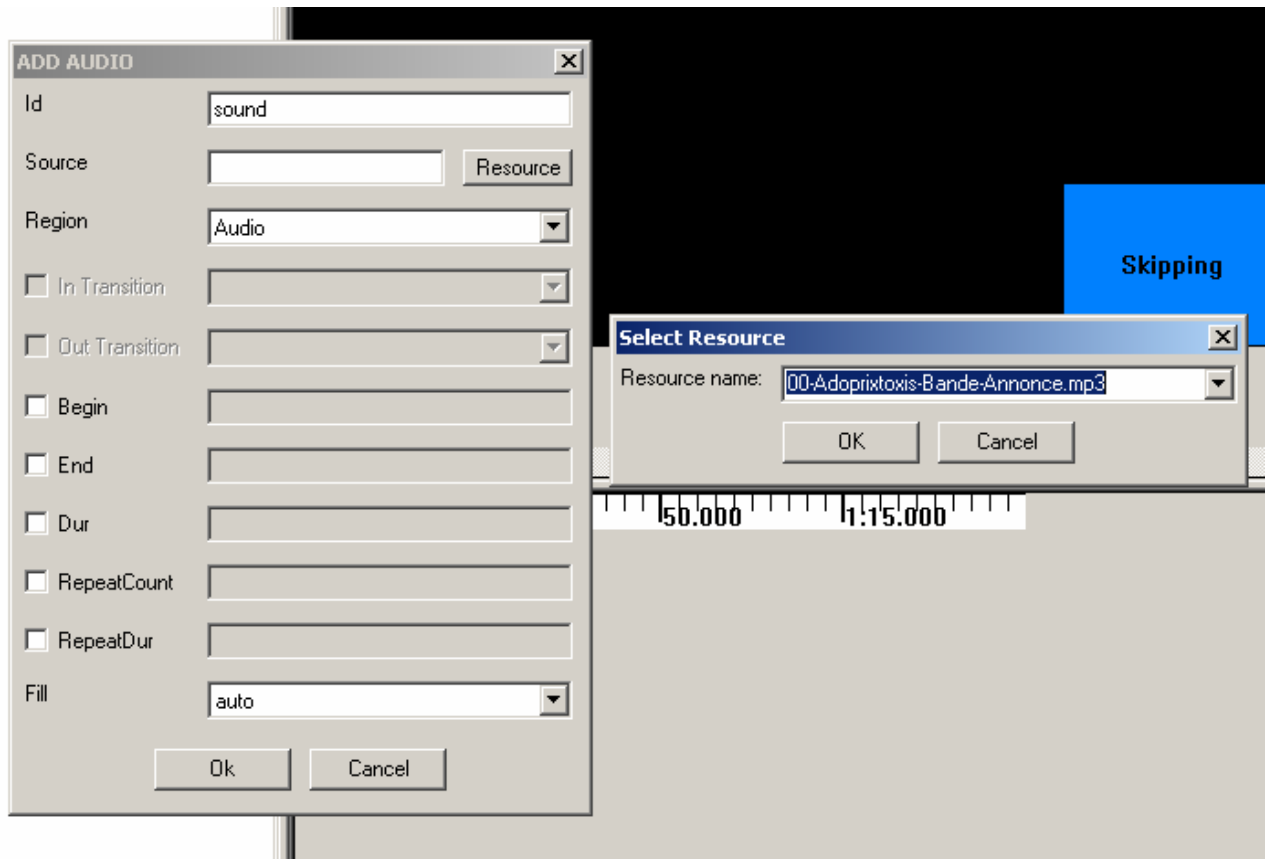 ADD AUDIO
Id
sound
Source
Resource
Region
Audio
In Transition
Out Transition
Begin
End
Dur
RepeatCount
RepeatDur
Fill
auto
Ok
Cancel
Skipping
Select Resource
Resource name:
00-Adoprixtoxis-Bande-Annonce.mp3
OK
Cancel
50.000
1:15.000